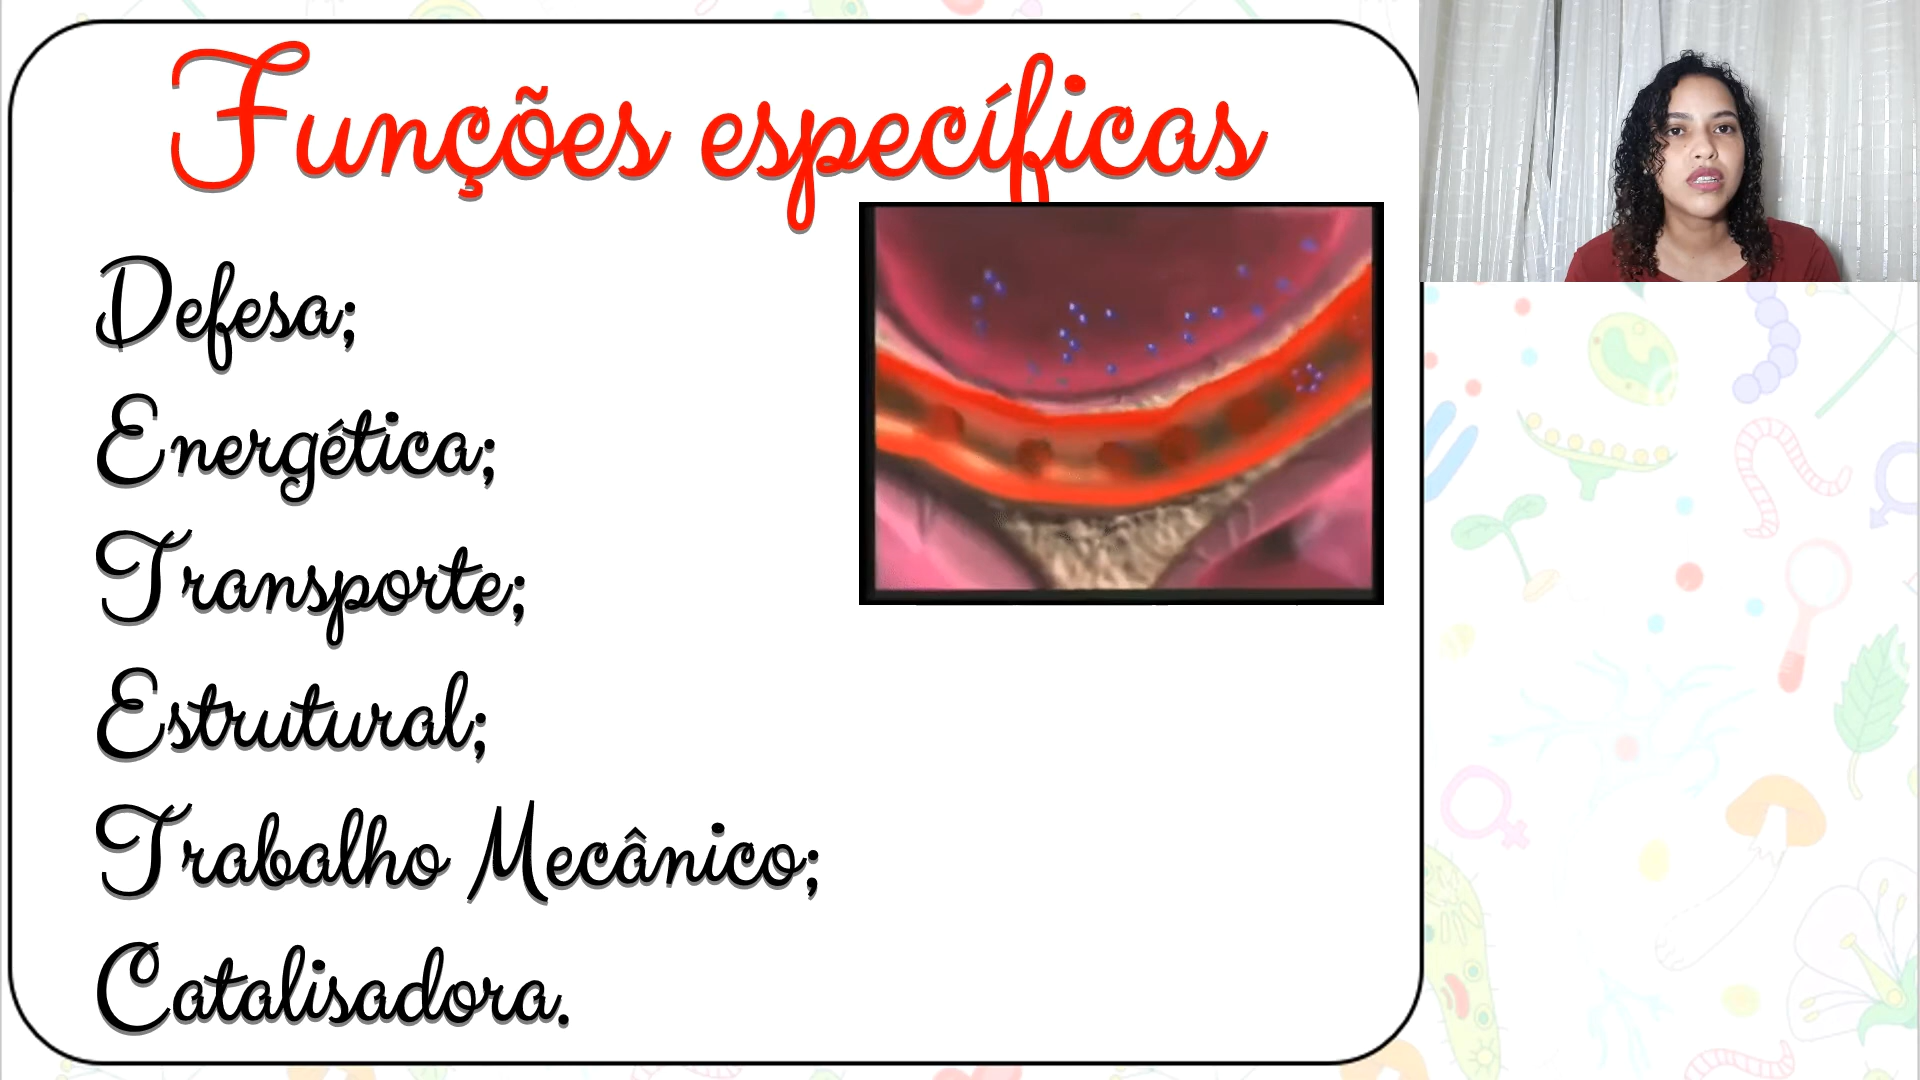 Funções específicas
Defesa;
Energética;
Transporte;
Estrutural;
Trabalho Mecânico;
Catalisadora.